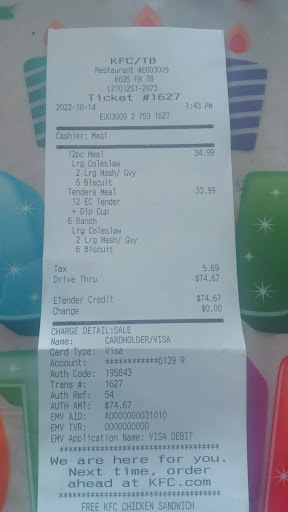 KFC/TB
Restaurant #E003009
6635 FM 78
(210)251-2973
Ticket #1627
2022-10-14 1:43 PM
E003009 2 753 1627
Cashier: Maqi
12pc Meal 34.99
Lrg Coleslaw
2 Lrg Mash/ Gvy
6 Biscuit
Tenders Meal 33.99
12 EC Tender
+ Dip Cup
6 Ranch
Lrg Coleslaw
2 Lrg Mash/ Gvy
6 Biscuit
Tax 5.69
Drive Thru $74.67
ETender Credit $74.67
Change $0.00
CHARGE DETAIL:SALE
Name: CARDHOLDER/VISA
Card Type: Visa
Account: ************6139 R
Auth Code: 195843
Trans #: 1627
Auth Ref: 54
AUTH AMT: $74.67
EMV AID: A0000000031010
EMV TVR: 0000000000
EMV Application Name: VISA DEBIT
***********************************
We are here for you.
Next time, order
ahead at KFC.com
***********************************
FREE KFC CHICKEN SANDWICH